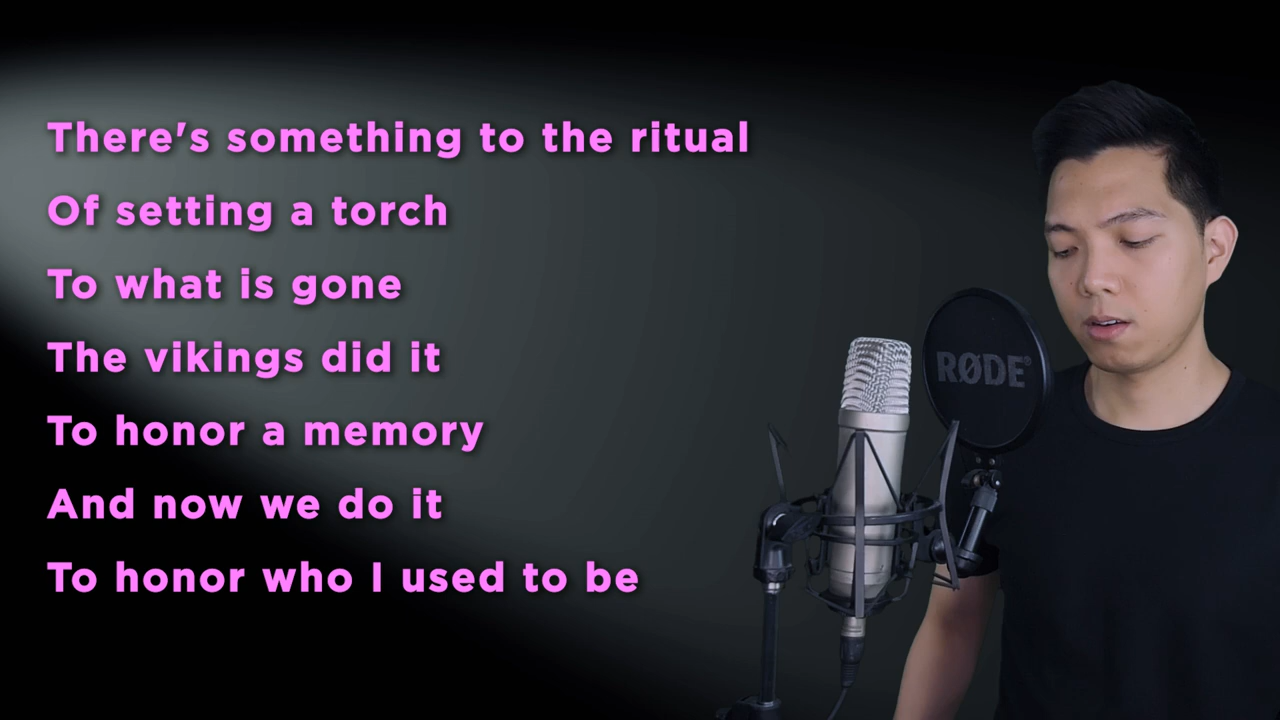 There's something to the ritual
Of setting a torch
To what is gone
The vikings did it
To honor a memory
And now we do it
To honor who I used to be
RØDE®